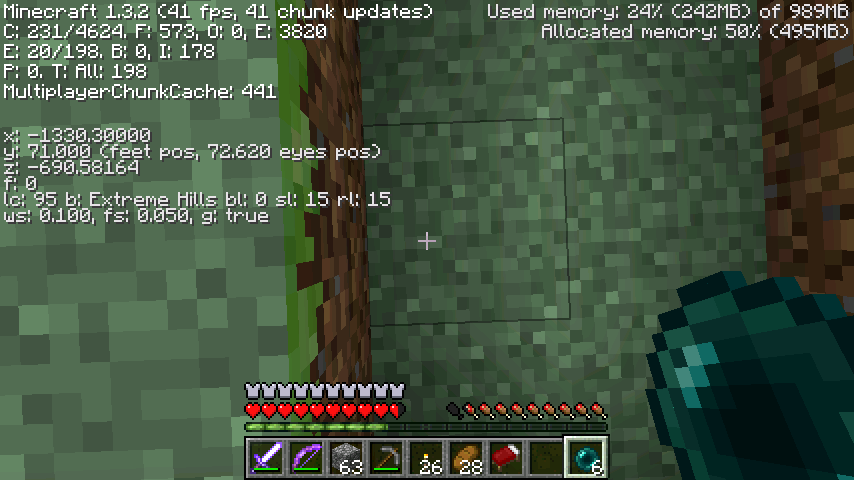 Minecraft 1.3.2 (41 fps, 41 chunk updates)
C: 231/4624, F: 573, O: 0, E: 3820
E: 20/198. B: 0, I: 178
P: 0. T: All: 198
MultiplayerChunkCache: 441
Used memory: 24% (242MB) of 989MB
Allocated memory: 50% (495MB)
x: -1330.30000
y: 71.000 (feet pos, 72.620 eyes pos)
z: -690.58164
f: 0
lc: 95 b: Extreme Hills bl: 0 sl: 15 rl: 15
ws: 0.100, fs: 0.050, g: true
63 26 28 6